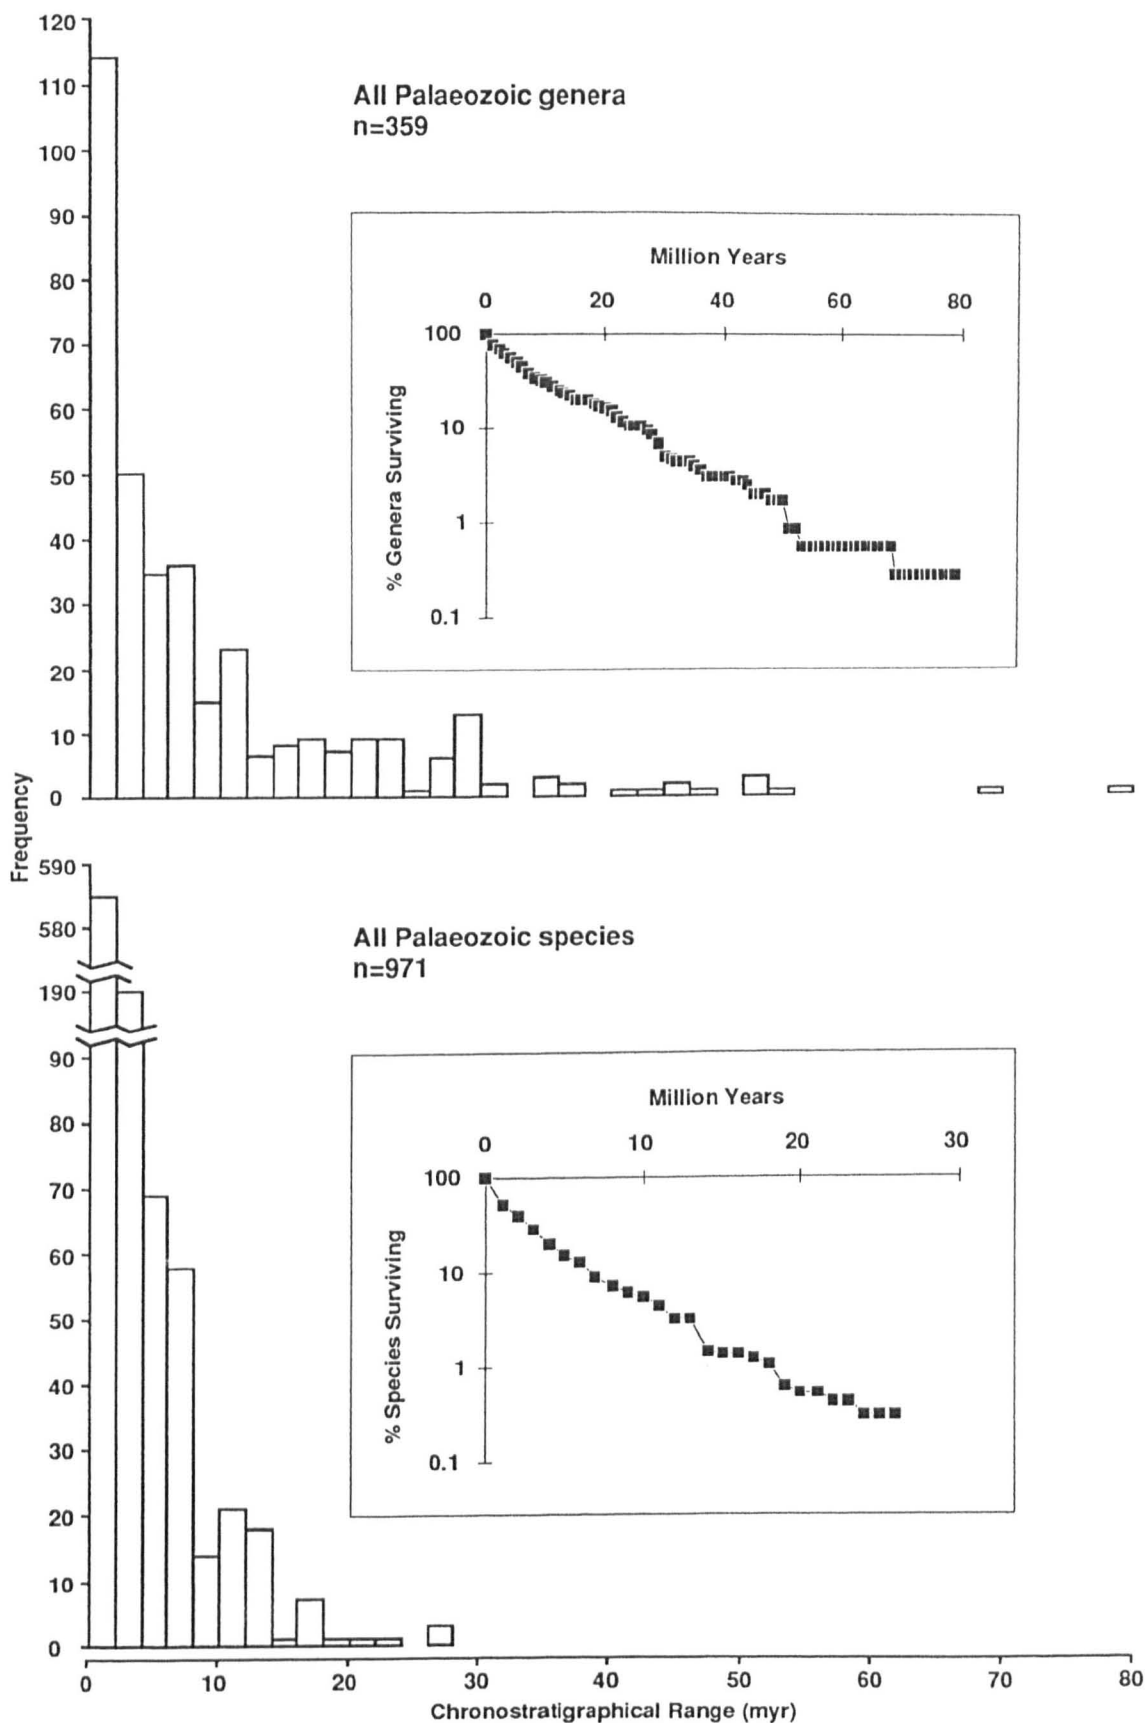 120
110
100
90
80
70
60
50
40
30
20
10
0
All Palaeozoic genera
n=359
Million Years
0 20 40 60 80
100
10
1
0.1
% Genera Surviving
Frequency
590
580
190
90
80
70
60
50
40
30
20
10
0
All Palaeozoic species
n=971
Million Years
0 10 20 30
100
10
1
0.1
% Species Surviving
0 10 20 30 40 50 60 70 80
Chronostratigraphical Range (myr)